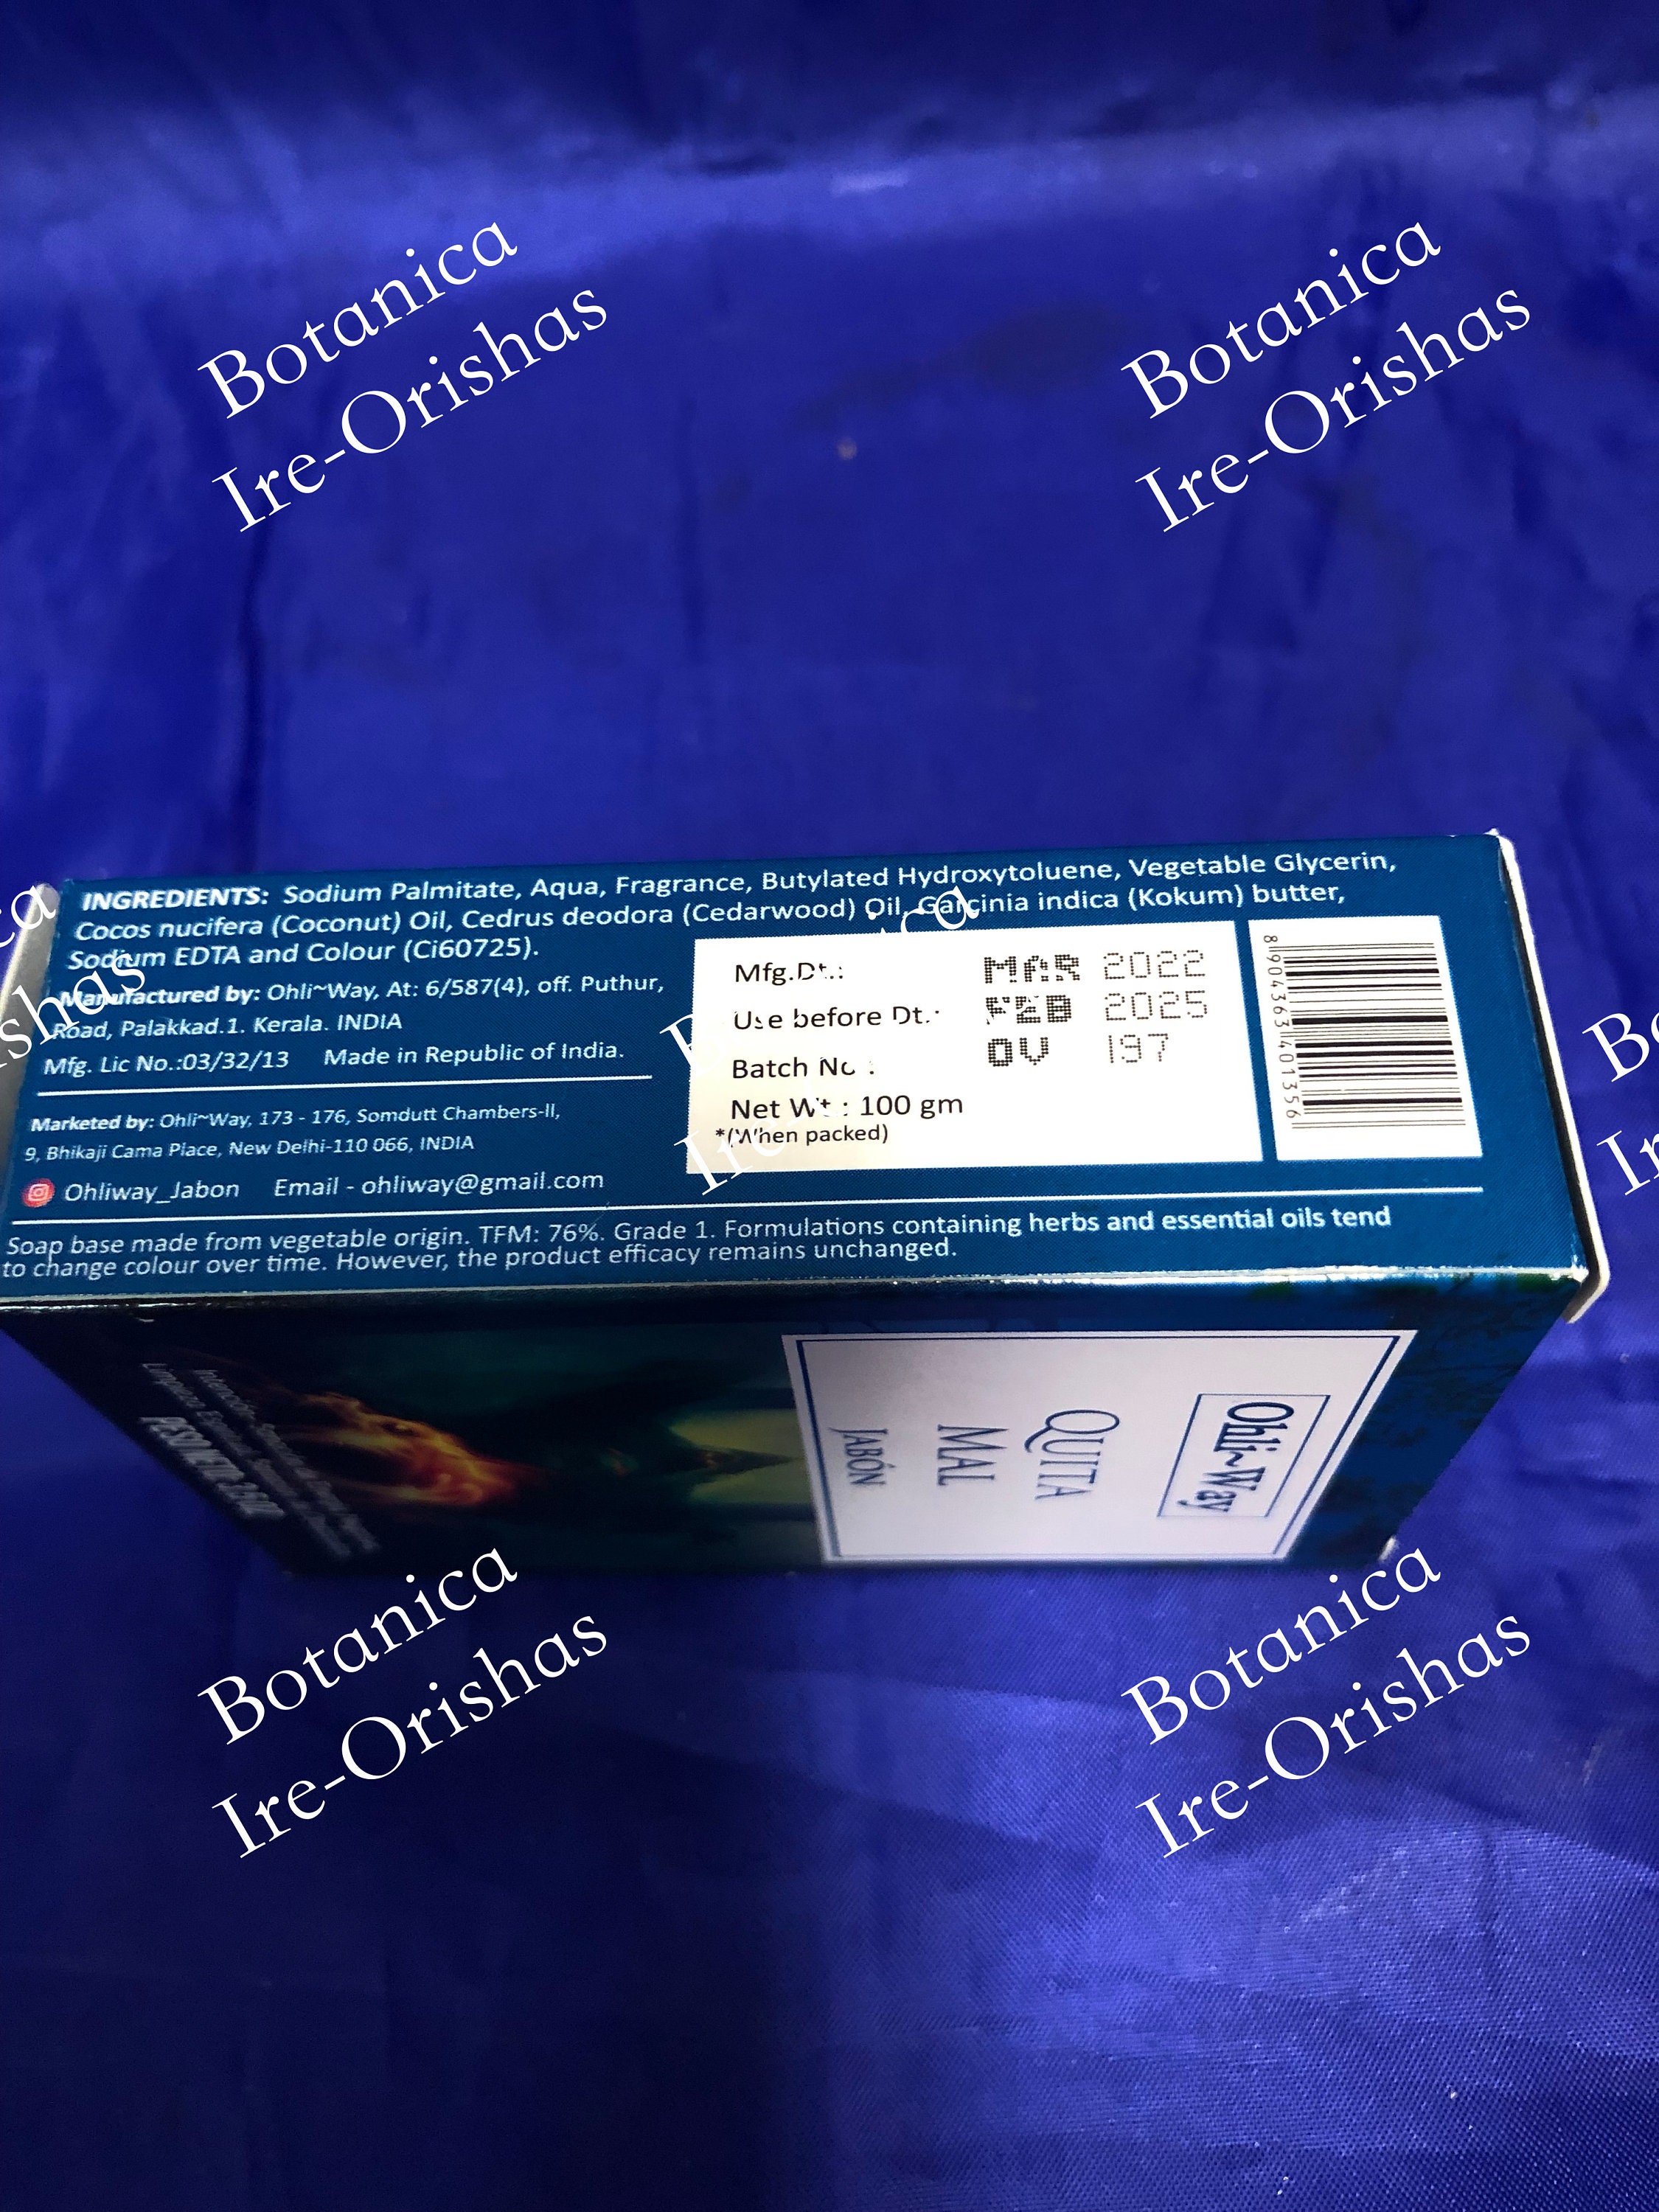 Botanica
Ire-Orishas
Botanica
Ire-Orishas
INGREDIENTS: Sodium Palmitate, Aqua, Fragrance, Butylated Hydroxytoluene, Vegetable Glycerin,
Cocos nucifera (Coconut) Oil, Cedrus deodora (Cedarwood) Oil, Garcinia indica (Kokum) butter,
Sodium EDTA and Colour (Ci60725).
Manufactured by: Ohli~Way, At: 6/587(4), off. Puthur,
Road, Palakkad.1. Kerala. INDIA
Mfg. Lic No.:03/32/13 Made in Republic of India.
Marketed by: Ohli~Way, 173 - 176, Somdutt Chambers-II,
9, Bhikaji Cama Place, New Delhi-110 066, INDIA
Ohliway_Jabon Email - ohliway@gmail.com
Mfg.Dt.: MAR 2022
Use before Dt.: FEB 2025
Batch No : OV 197
Net Wt : 100 gm
*(When packed)
8904363401356
Soap base made from vegetable origin. TFM: 76%. Grade 1. Formulations containing herbs and essential oils tend
to change colour over time. However, the product efficacy remains unchanged.
Ohli~Way
QUITA
MAL
JABÓN
PESO NETO
Botanica
Ire-Orishas
Botanica
Ire-Orishas